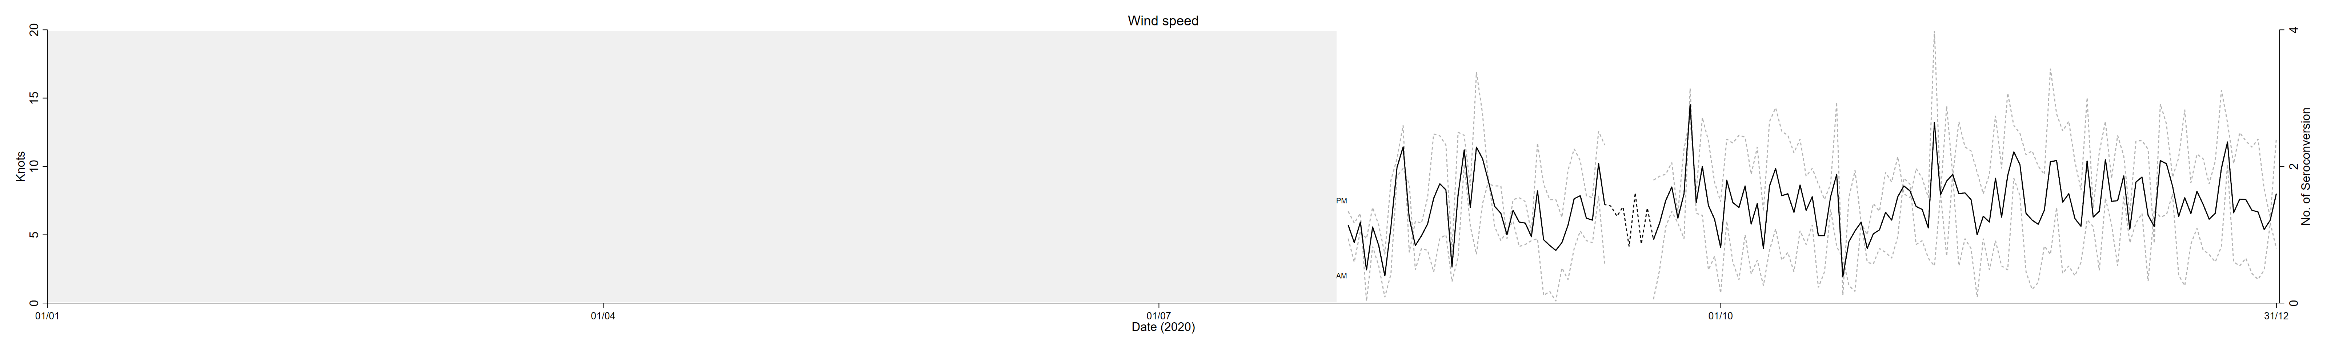 Wind speed
20
15
10
5
0
Knots
4
2
0
No. of Seroconversion
PM
AM
01/01
01/04
01/07
01/10
31/12
Date (2020)